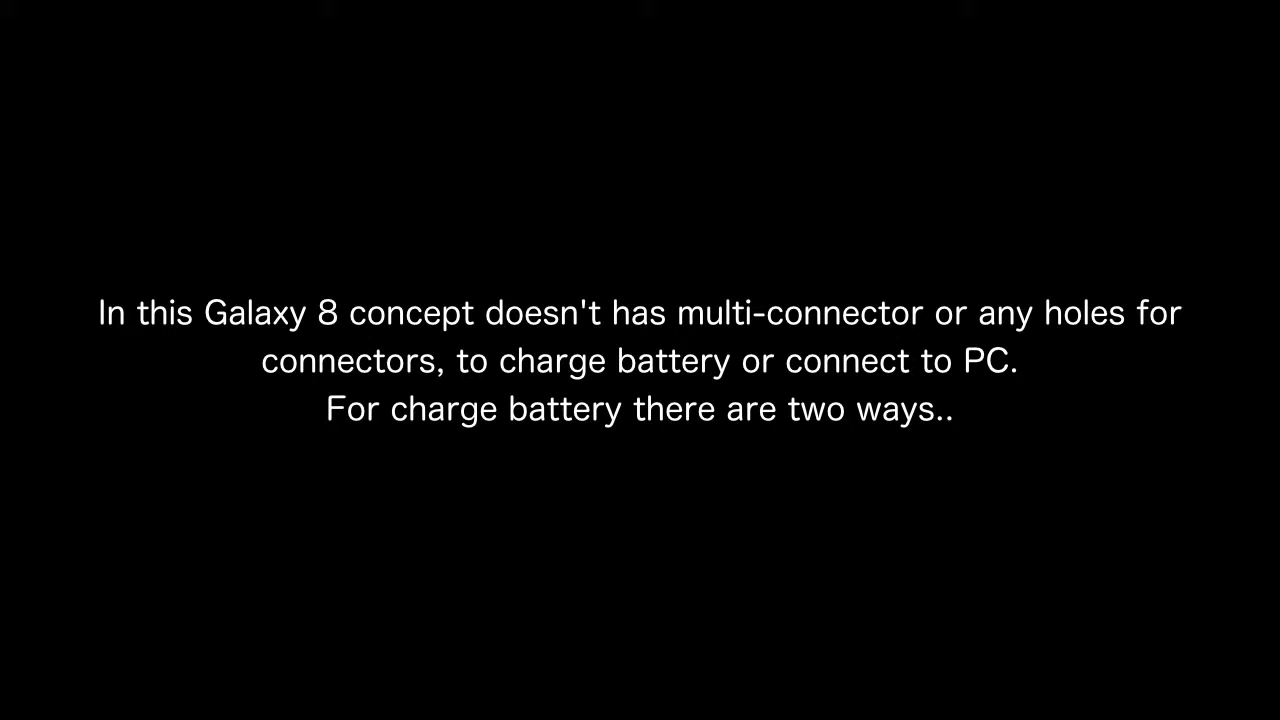 In this Galaxy 8 concept doesn't has multi-connector or any holes for
connectors, to charge battery or connect to PC.
For charge battery there are two ways..